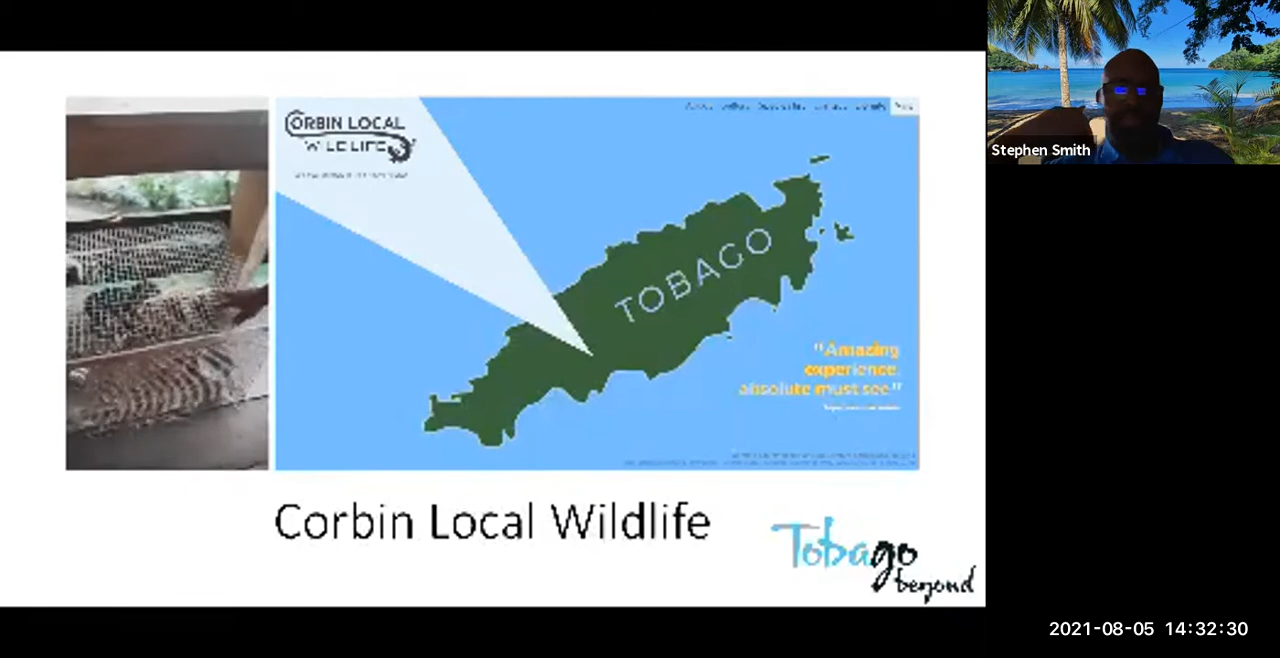 CORBIN LOCAL
WILDLIFE
TOBAGO
"Amazing
experience,
absolute must see"
Corbin Local Wildlife
Tobago
beyond
Stephen Smith
2021-08-05 14:32:30